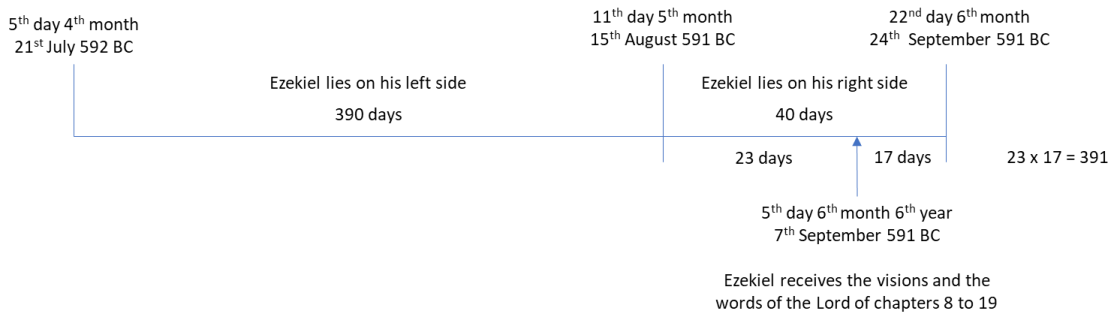 5th day 4th month
21st July 592 BC
11th day 5th month
15th August 591 BC
22nd day 6th month
24th September 591 BC
Ezekiel lies on his left side
390 days
Ezekiel lies on his right side
40 days
23 days
17 days
23 x 17 = 391
5th day 6th month 6th year
7th September 591 BC
Ezekiel receives the visions and the
words of the Lord of chapters 8 to 19